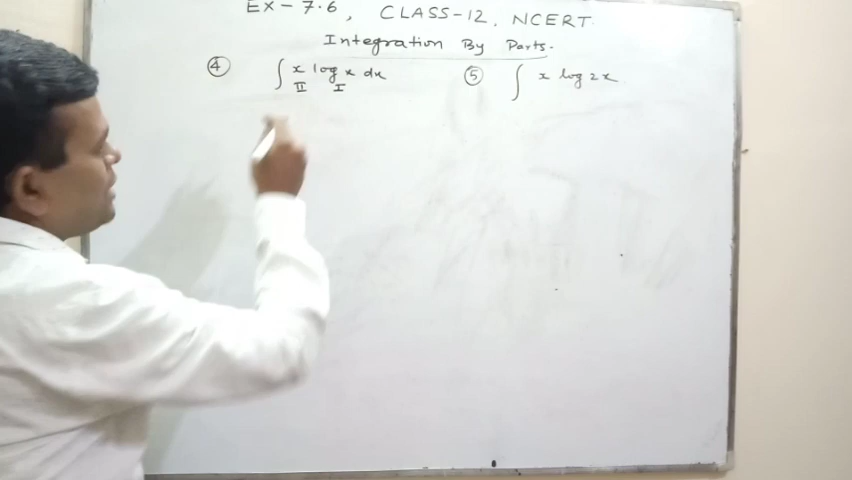 EX - 7.6, CLASS-12, NCERT.
Integration By Parts.
④ ∫ x log x dx ⑤ ∫ x log 2x
II I